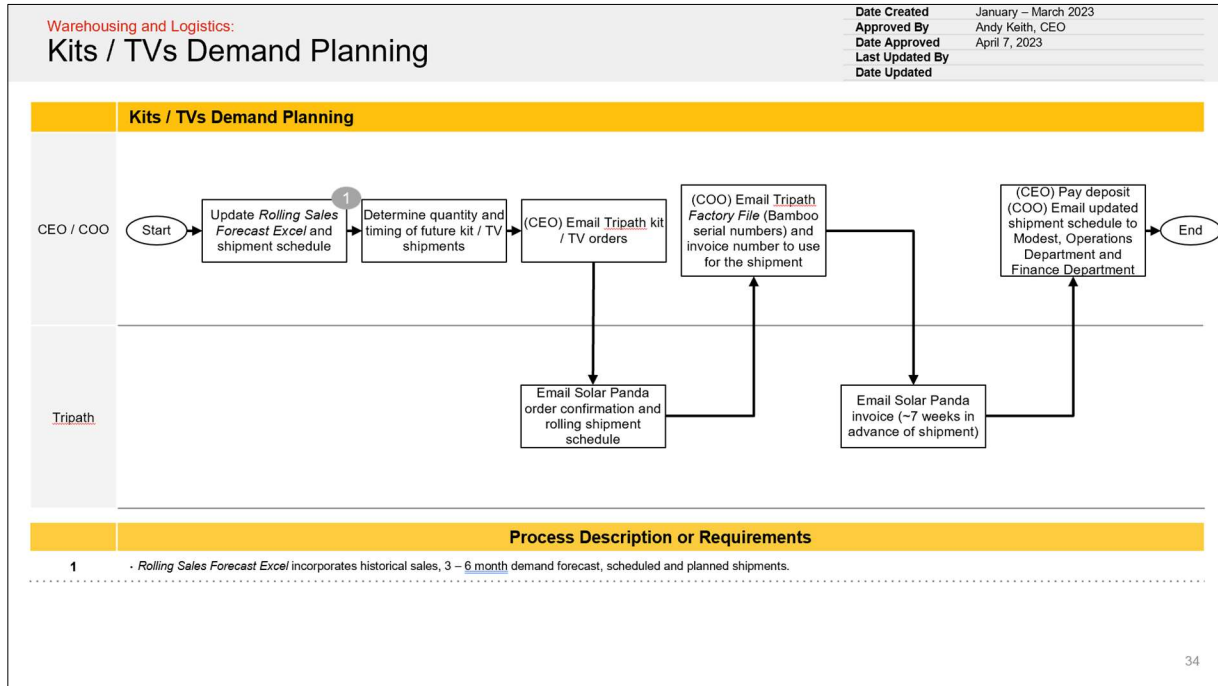 Warehousing and Logistics:
Kits / TVs Demand Planning
Date Created January – March 2023
Approved By Andy Keith, CEO
Date Approved April 7, 2023
Last Updated By
Date Updated
Kits / TVs Demand Planning
CEO / COO
Start
Update Rolling Sales
Forecast Excel and
shipment schedule
1
Determine quantity and
timing of future kit / TV
shipments
(CEO) Email Tripath kit
/ TV orders
(COO) Email Tripath
Factory File (Bamboo
serial numbers) and
invoice number to use
for the shipment
(CEO) Pay deposit
(COO) Email updated
shipment schedule to
Modest, Operations
Department and
Finance Department
End
Tripath
Email Solar Panda
order confirmation and
rolling shipment
schedule
Email Solar Panda
invoice (~7 weeks in
advance of shipment)
Process Description or Requirements
1 · Rolling Sales Forecast Excel incorporates historical sales, 3 – 6 month demand forecast, scheduled and planned shipments.
34